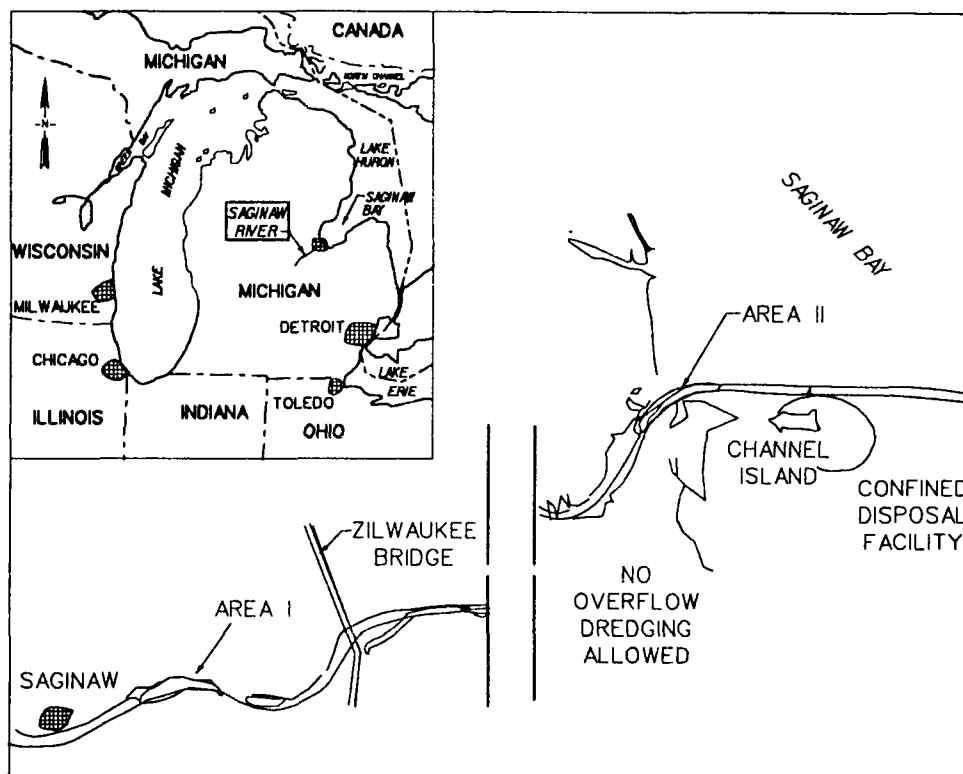 CANADA
MICHIGAN
NORTH CHANNEL
N
BAY
LAKE
HURON
MICHIGAN
SAGINAW
BAY
SAGINAW
RIVER
WISCONSIN
LAKE
MICHIGAN
MILWAUKEE
DETROIT
CHICAGO
LAKE
ERIE
TOLEDO
ILLINOIS
INDIANA
OHIO
SAGINAW BAY
AREA II
CHANNEL
ISLAND
CONFINED
DISPOSAL
FACILITY
ZILWAUKEE
BRIDGE
NO
OVERFLOW
DREDGING
ALLOWED
AREA I
SAGINAW